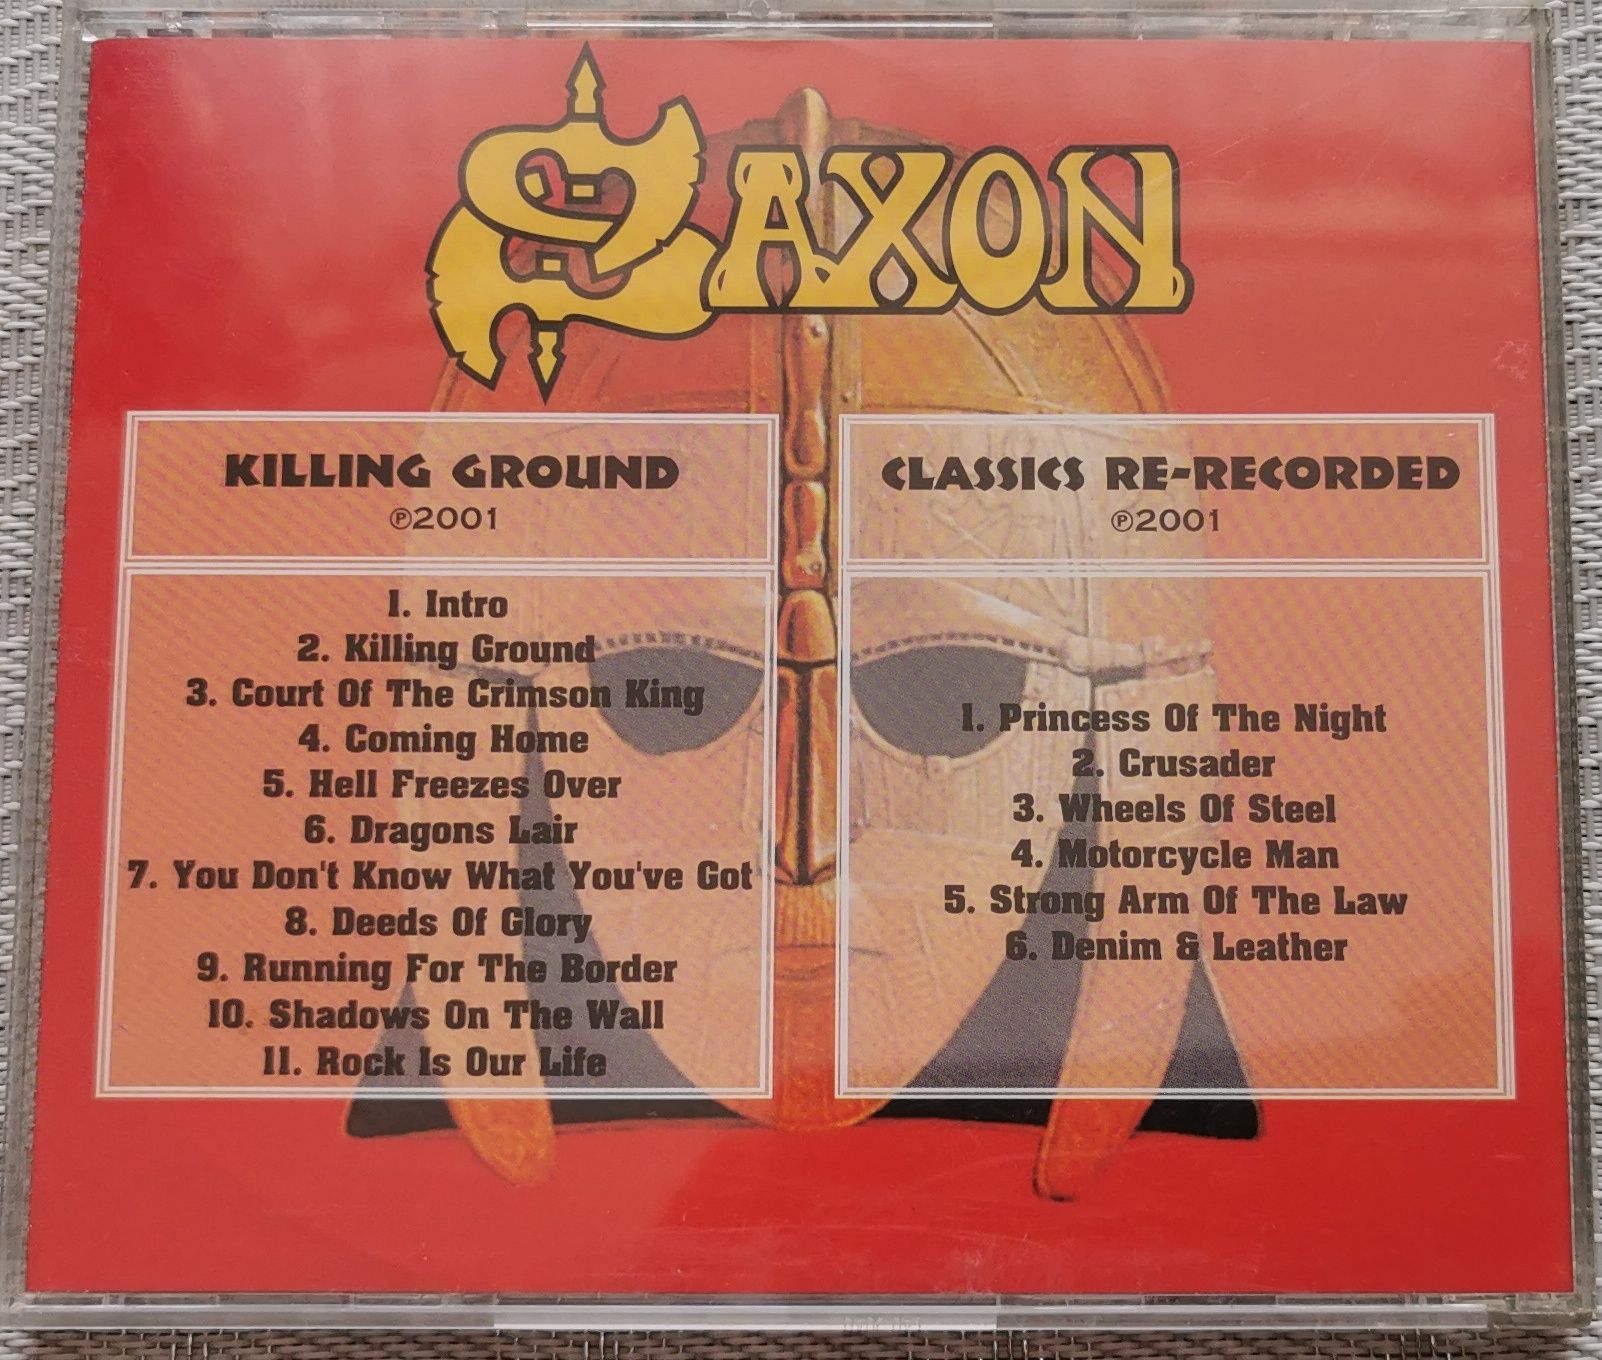 SAXON
KILLING GROUND
℗2001
1. Intro
2. Killing Ground
3. Court Of The Crimson King
4. Coming Home
5. Hell Freezes Over
6. Dragons Lair
7. You Don't Know What You've Got
8. Deeds Of Glory
9. Running For The Border
10. Shadows On The Wall
11. Rock Is Our Life
CLASSICS RE-RECORDED
℗2001
1. Princess Of The Night
2. Crusader
3. Wheels Of Steel
4. Motorcycle Man
5. Strong Arm Of The Law
6. Denim & Leather